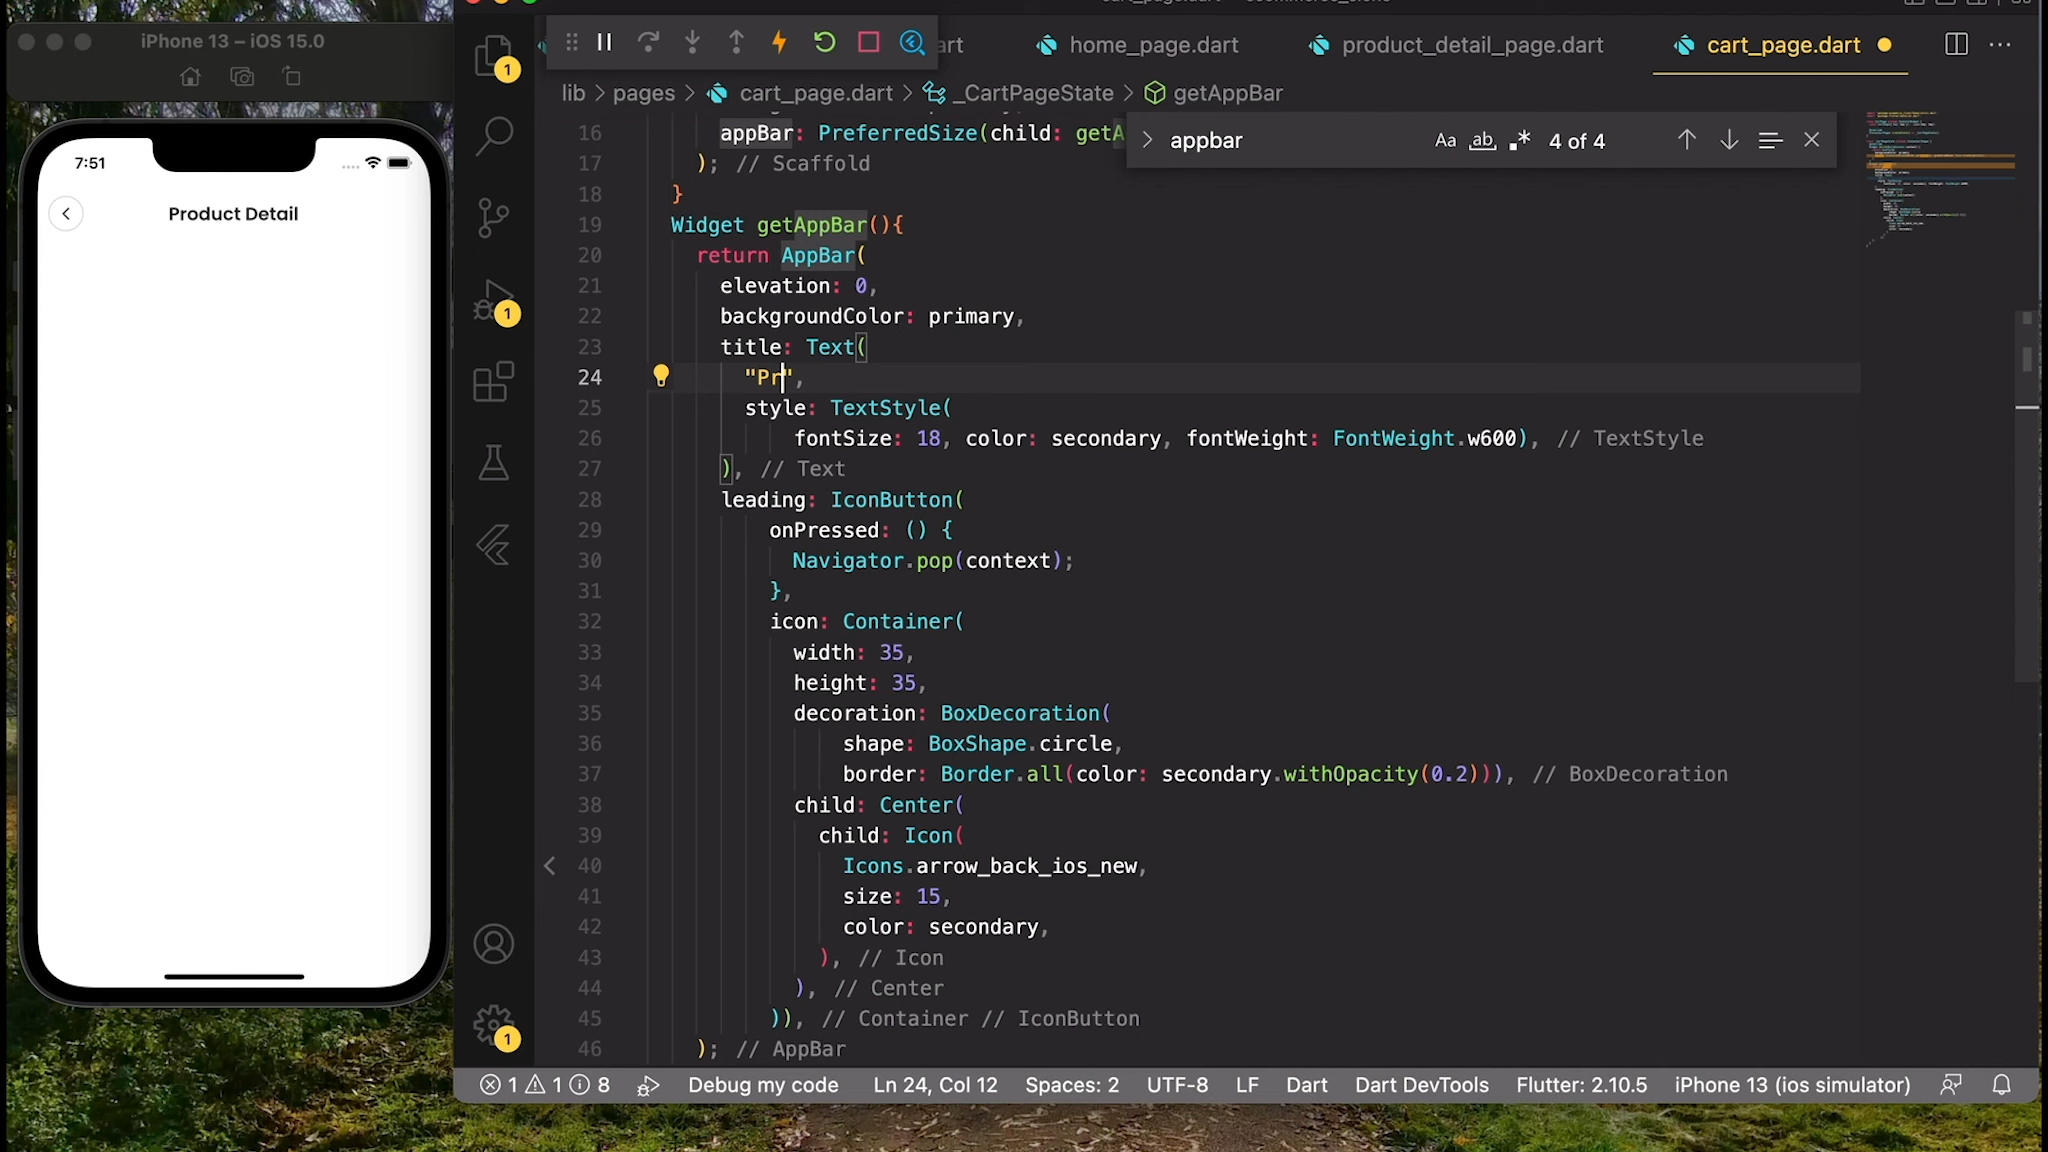 iPhone 13 – iOS 15.0
7:51
Product Detail
1
1
1
art
home_page.dart
product_detail_page.dart
cart_page.dart
lib > pages > cart_page.dart > _CartPageState > getAppBar
appbar
Aa ab .* 4 of 4
16 appBar: PreferredSize(child: getA
17 ); // Scaffold
18 }
19 Widget getAppBar(){
20 return AppBar(
21 elevation: 0,
22 backgroundColor: primary,
23 title: Text(
24 "Pr",
25 style: TextStyle(
26 fontSize: 18, color: secondary, fontWeight: FontWeight.w600), // TextStyle
27 ), // Text
28 leading: IconButton(
29 onPressed: () {
30 Navigator.pop(context);
31 },
32 icon: Container(
33 width: 35,
34 height: 35,
35 decoration: BoxDecoration(
36 shape: BoxShape.circle,
37 border: Border.all(color: secondary.withOpacity(0.2))), // BoxDecoration
38 child: Center(
39 child: Icon(
40 Icons.arrow_back_ios_new,
41 size: 15,
42 color: secondary,
43 ), // Icon
44 ), // Center
45 )), // Container // IconButton
46 ); // AppBar
1 1 8 Debug my code Ln 24, Col 12 Spaces: 2 UTF-8 LF Dart Dart DevTools Flutter: 2.10.5 iPhone 13 (ios simulator)